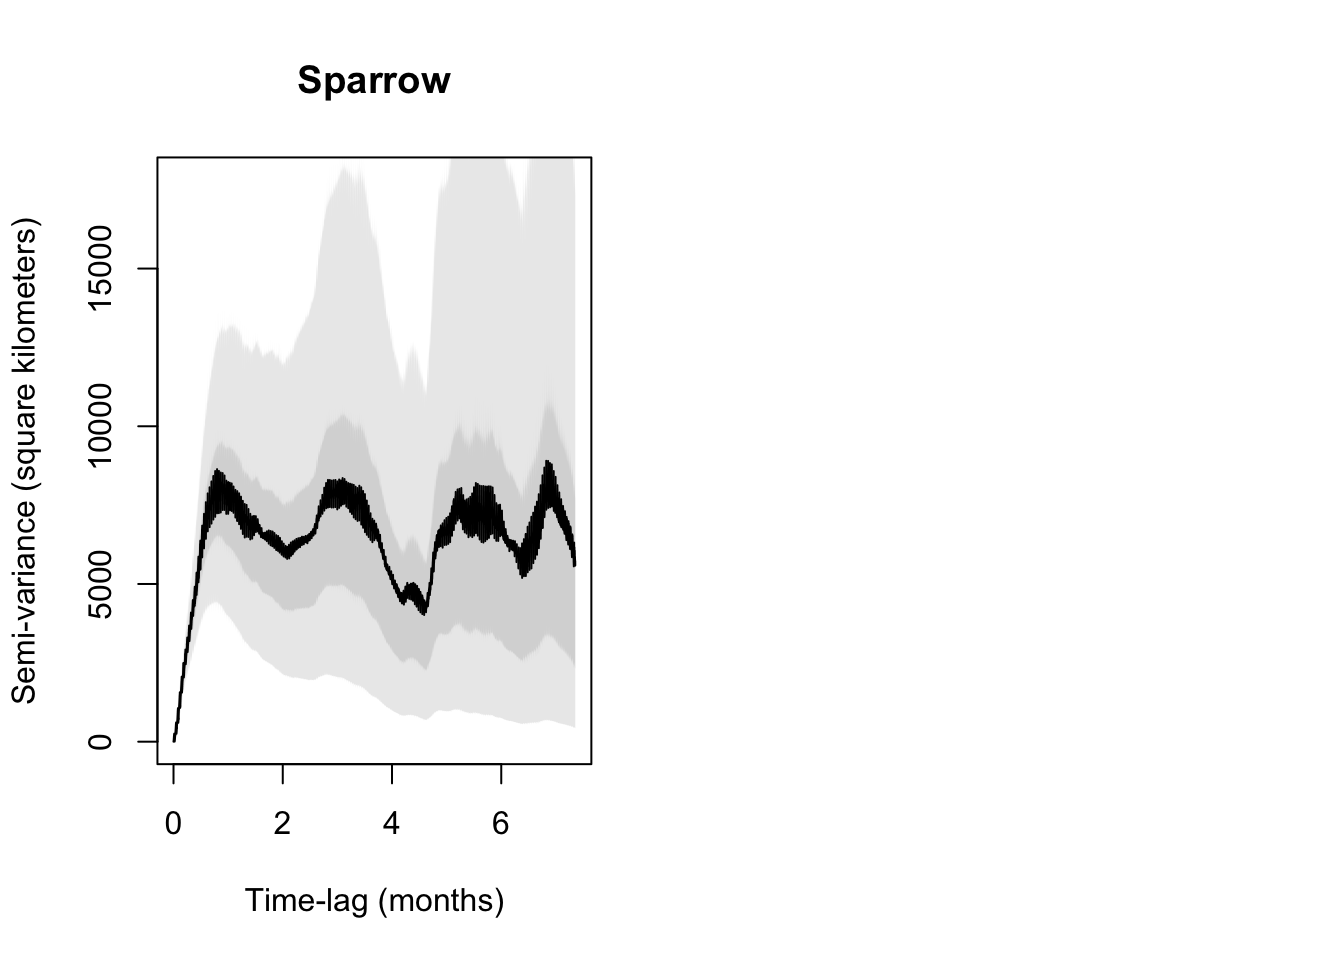 Sparrow
Semi-variance (square kilometers)
15000
10000
5000
0
0 2 4 6
Time-lag (months)